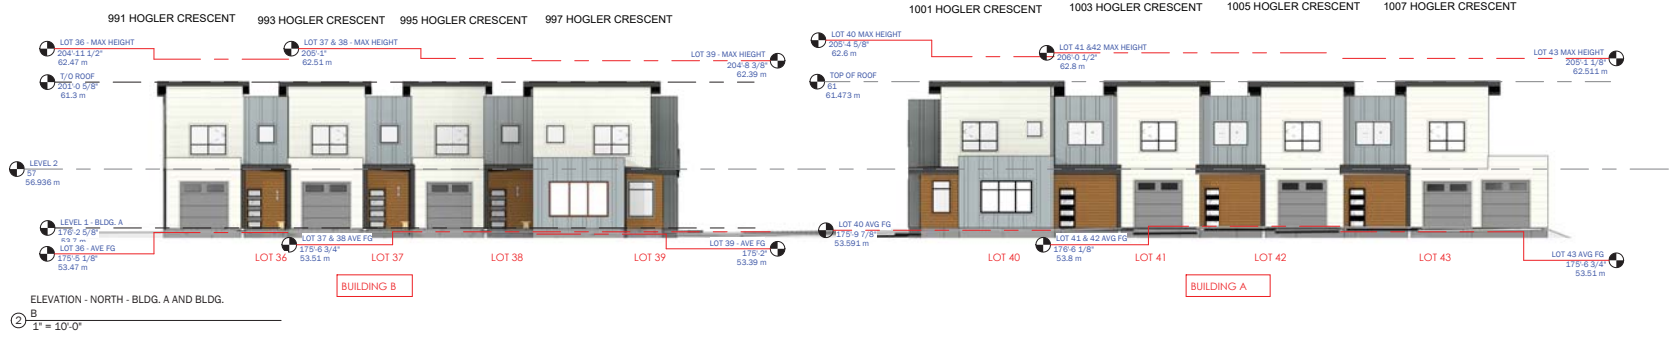 991 HOGLER CRESCENT
993 HOGLER CRESCENT
995 HOGLER CRESCENT
997 HOGLER CRESCENT
1001 HOGLER CRESCENT
1003 HOGLER CRESCENT
1005 HOGLER CRESCENT
1007 HOGLER CRESCENT
LOT 36 - MAX HEIGHT
204'-11 1/2"
62.47 m
LOT 37 & 38 - MAX HEIGHT
205'-1"
62.51 m
LOT 39 - MAX HIEGHT
204'-8 3/8"
62.39 m
T/O ROOF
201'-0 5/8"
61.3 m
LOT 40 MAX HEIGHT
205'-4 5/8"
62.6 m
LOT 41 &42 MAX HEIGHT
206'-0 1/2"
62.8 m
LOT 43 MAX HEIGHT
205'-1 1/8"
62.511 m
TOP OF ROOF
61
61.473 m
LEVEL 2
57
56.936 m
LEVEL 1 - BLDG. A
176'-2 5/8"
53.7 m
LOT 36 - AVE FG
175'-5 1/8"
53.47 m
LOT 37 & 38 AVG FG
175'-6 3/4"
53.51 m
LOT 39 - AVE FG
175'-2"
53.39 m
LOT 40 AVG FG
175'-9 7/8"
53.591 m
LOT 41 & 42 AVG FG
176'-6 1/8"
53.8 m
LOT 43 AVG FG
175'-6 3/4"
53.51 m
LOT 36
LOT 37
LOT 38
LOT 39
LOT 40
LOT 41
LOT 42
LOT 43
BUILDING B
BUILDING A
ELEVATION - NORTH - BLDG. A AND BLDG.
B
2
1" = 10'-0"